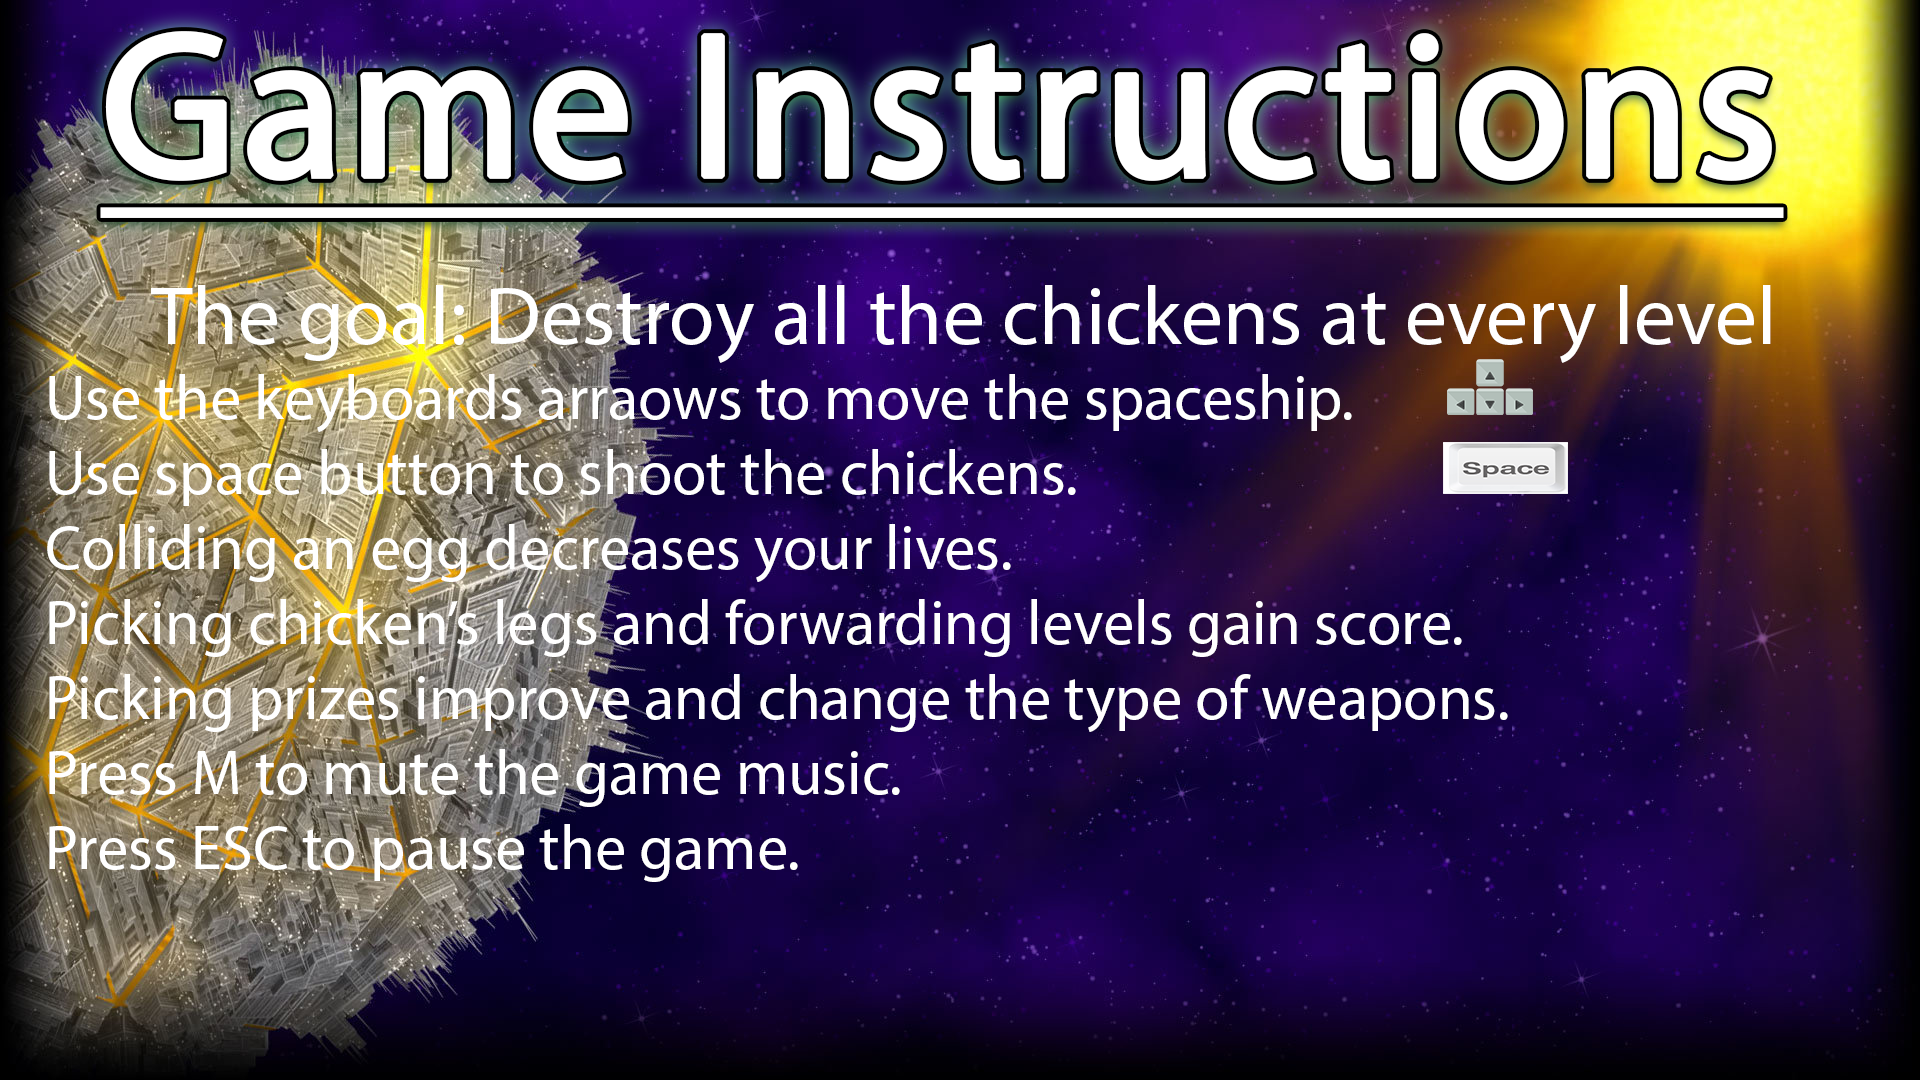 Game Instructions
The goal: Destroy all the chickens at every level
Use the keyboards arraows to move the spaceship.
Use space button to shoot the chickens.
Space
Colliding an egg decreases your lives.
Picking chicken’s legs and forwarding levels gain score.
Picking prizes improve and change the type of weapons.
Press M to mute the game music.
Press ESC to pause the game.